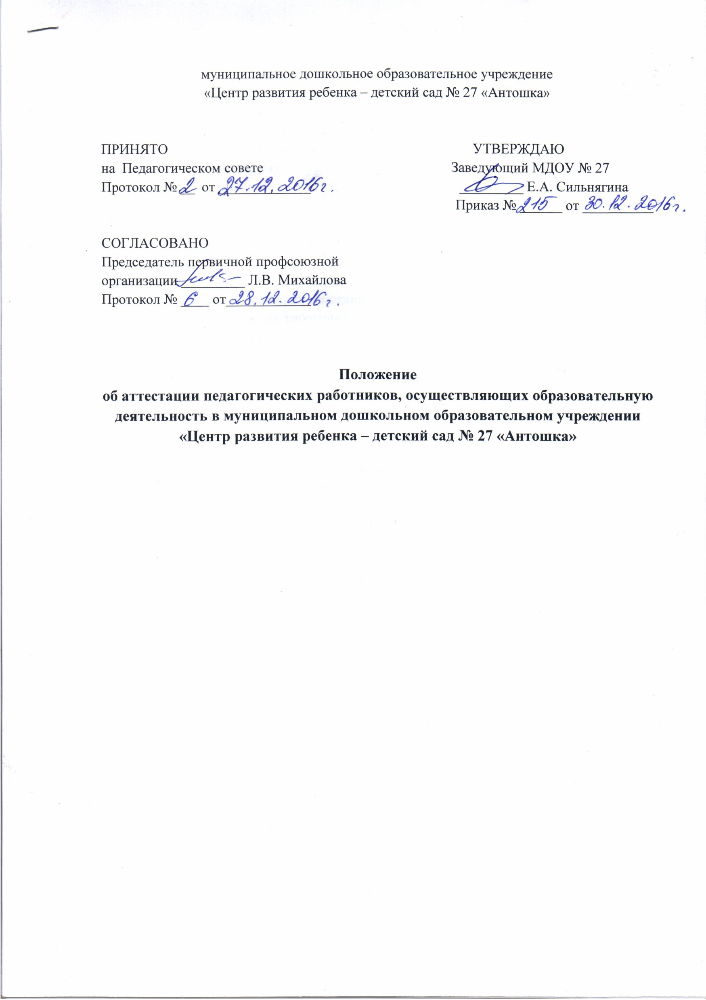 муниципальное дошкольное образовательное учреждение
«Центр развития ребенка – детский сад № 27 «Антошка»
ПРИНЯТО
на Педагогическом совете
Протокол № 2 от 27.12.2016г.
УТВЕРЖДАЮ
Заведующий МДОУ № 27
Е.А. Сильнягина
Приказ № 215 от 30.12.2016г.
СОГЛАСОВАНО
Председатель первичной профсоюзной
организации Л.В. Михайлова
Протокол № 6 от 28.12.2016г.
Положение
об аттестации педагогических работников, осуществляющих образовательную
деятельность в муниципальном дошкольном образовательном учреждении
«Центр развития ребенка – детский сад № 27 «Антошка»